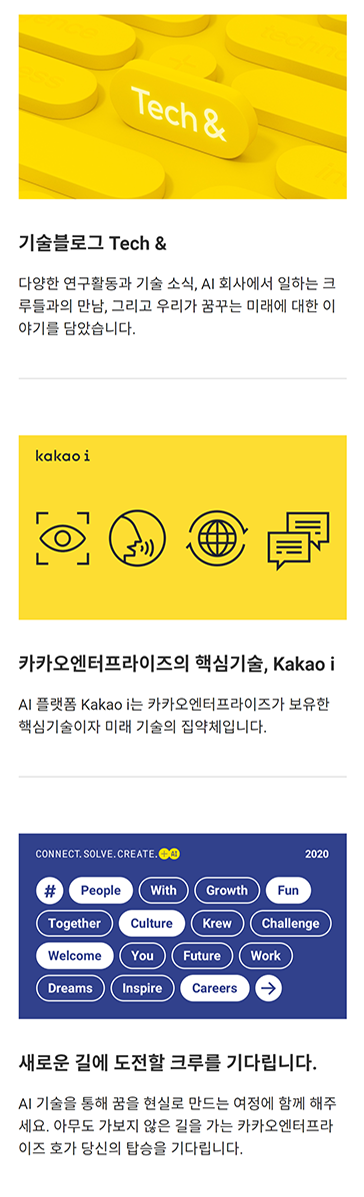 Tech &
기술블로그 Tech &
다양한 연구활동과 기술 소식, AI 회사에서 일하는 크
루들과의 만남, 그리고 우리가 꿈꾸는 미래에 대한 이
야기를 담았습니다.
kakao i
카카오엔터프라이즈의 핵심기술, Kakao i
AI 플랫폼 Kakao i는 카카오엔터프라이즈가 보유한
핵심기술이자 미래 기술의 집약체입니다.
CONNECT.SOLVE.CREATE. 2020
# People With Growth Fun
Together Culture Krew Challenge
Welcome You Future Work
Dreams Inspire Careers →
새로운 길에 도전할 크루를 기다립니다.
AI 기술을 통해 꿈을 현실로 만드는 여정에 함께 해주
세요. 아무도 가보지 않은 길을 가는 카카오엔터프라
이즈 호가 당신의 탑승을 기다립니다.